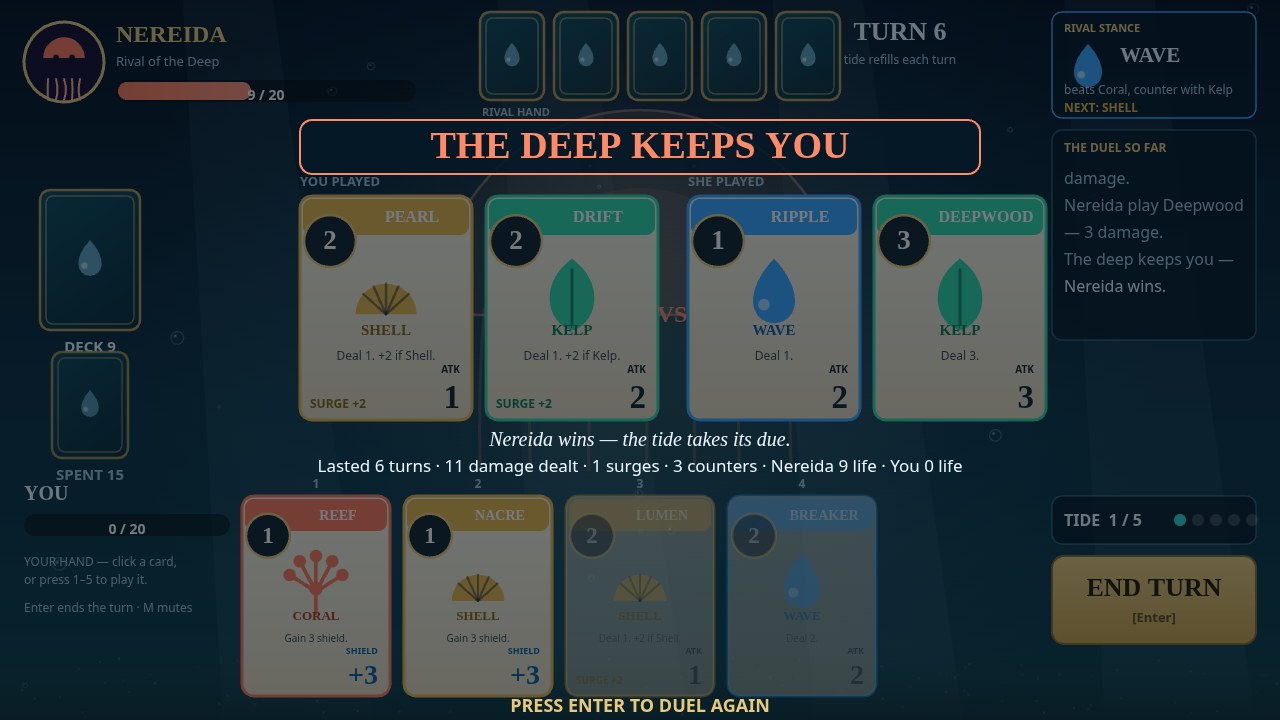 NEREIDA
Rival of the Deep
9 / 20
RIVAL HAND
TURN 6
tide refills each turn
RIVAL STANCE
WAVE
beats Coral, counter with Kelp
NEXT: SHELL
THE DEEP KEEPS YOU
THE DUEL SO FAR
damage.
Nereida play Deepwood
— 3 damage.
The deep keeps you —
Nereida wins.
YOU PLAYED
SHE PLAYED
2
PEARL
SHELL
Deal 1. +2 if Shell.
ATK
SURGE +2
1
2
DRIFT
KELP
Deal 1. +2 if Kelp.
ATK
SURGE +2
2
VS
1
RIPPLE
WAVE
Deal 1.
ATK
2
3
DEEPWOOD
KELP
Deal 3.
ATK
3
DECK 9
SPENT 15
Nereida wins — the tide takes its due.
Lasted 6 turns · 11 damage dealt · 1 surges · 3 counters · Nereida 9 life · You 0 life
YOU
0 / 20
YOUR HAND — click a card,
or press 1–5 to play it.
Enter ends the turn · M mutes
1
2
3
4
1
REEF
CORAL
Gain 3 shield.
SHIELD
+3
1
NACRE
SHELL
Gain 3 shield.
SHIELD
+3
2
LUMEN
SHELL
Deal 1. +2 if Shell.
ATK
SURGE +2
1
2
BREAKER
WAVE
Deal 2.
ATK
2
TIDE 1 / 5
END TURN
[Enter]
PRESS ENTER TO DUEL AGAIN